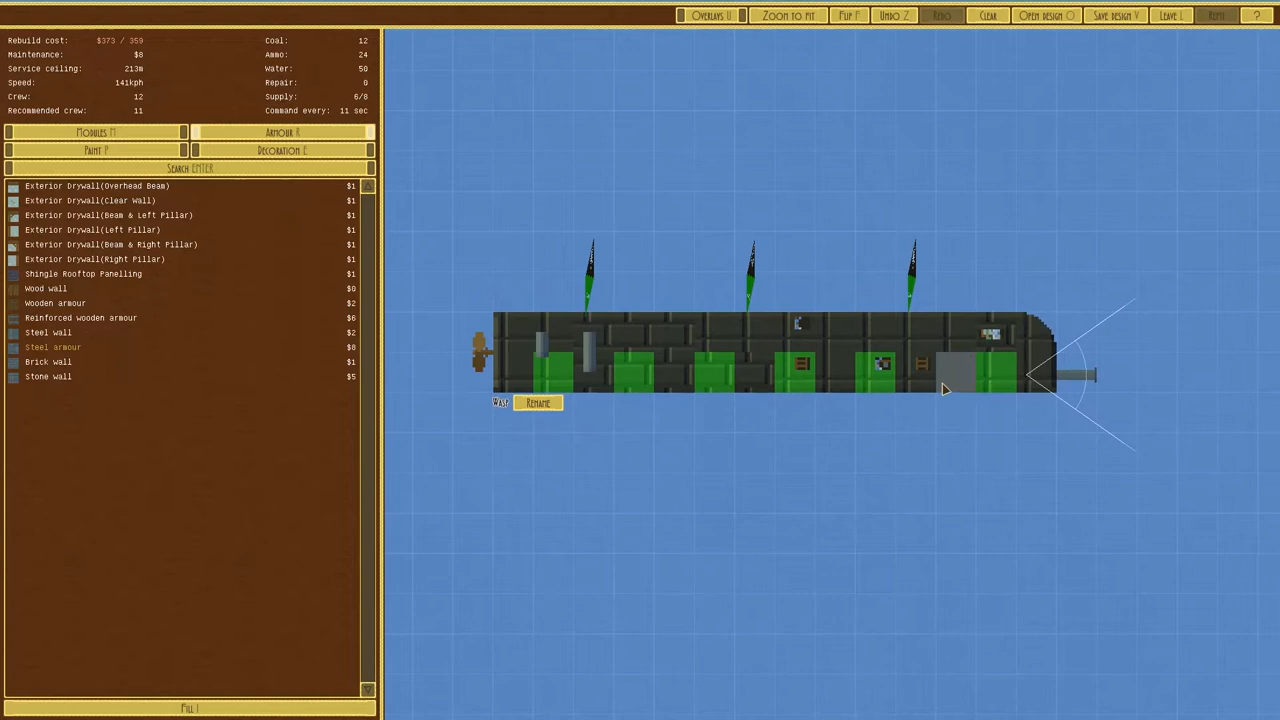 OVERLAYS U ZOOM TO FIT FLIP F UNDO Z REDO CLEAR OPEN DESIGN O SAVE DESIGN V LEAVE L REFIT ?
Rebuild cost: $373 / 359 Coal: 12
Maintenance: $8 Ammo: 24
Service ceiling: 213m Water: 50
Speed: 141kph Repair: 0
Crew: 12 Supply: 6/8
Recommended crew: 11 Command every: 11 sec
MODULES M ARMOUR R
PAINT P DECORATION E
SEARCH ENTER
Exterior Drywall(Overhead Beam) $1
Exterior Drywall(Clear Wall) $1
Exterior Drywall(Beam & Left Pillar) $1
Exterior Drywall(Left Pillar) $1
Exterior Drywall(Beam & Right Pillar) $1
Exterior Drywall(Right Pillar) $1
Shingle Rooftop Panelling $1
Wood wall $0
Wooden armour $2
Reinforced wooden armour $6
Steel wall $2
Steel armour $8
Brick wall $1
Stone wall $5
WASP RENAME
FILL I